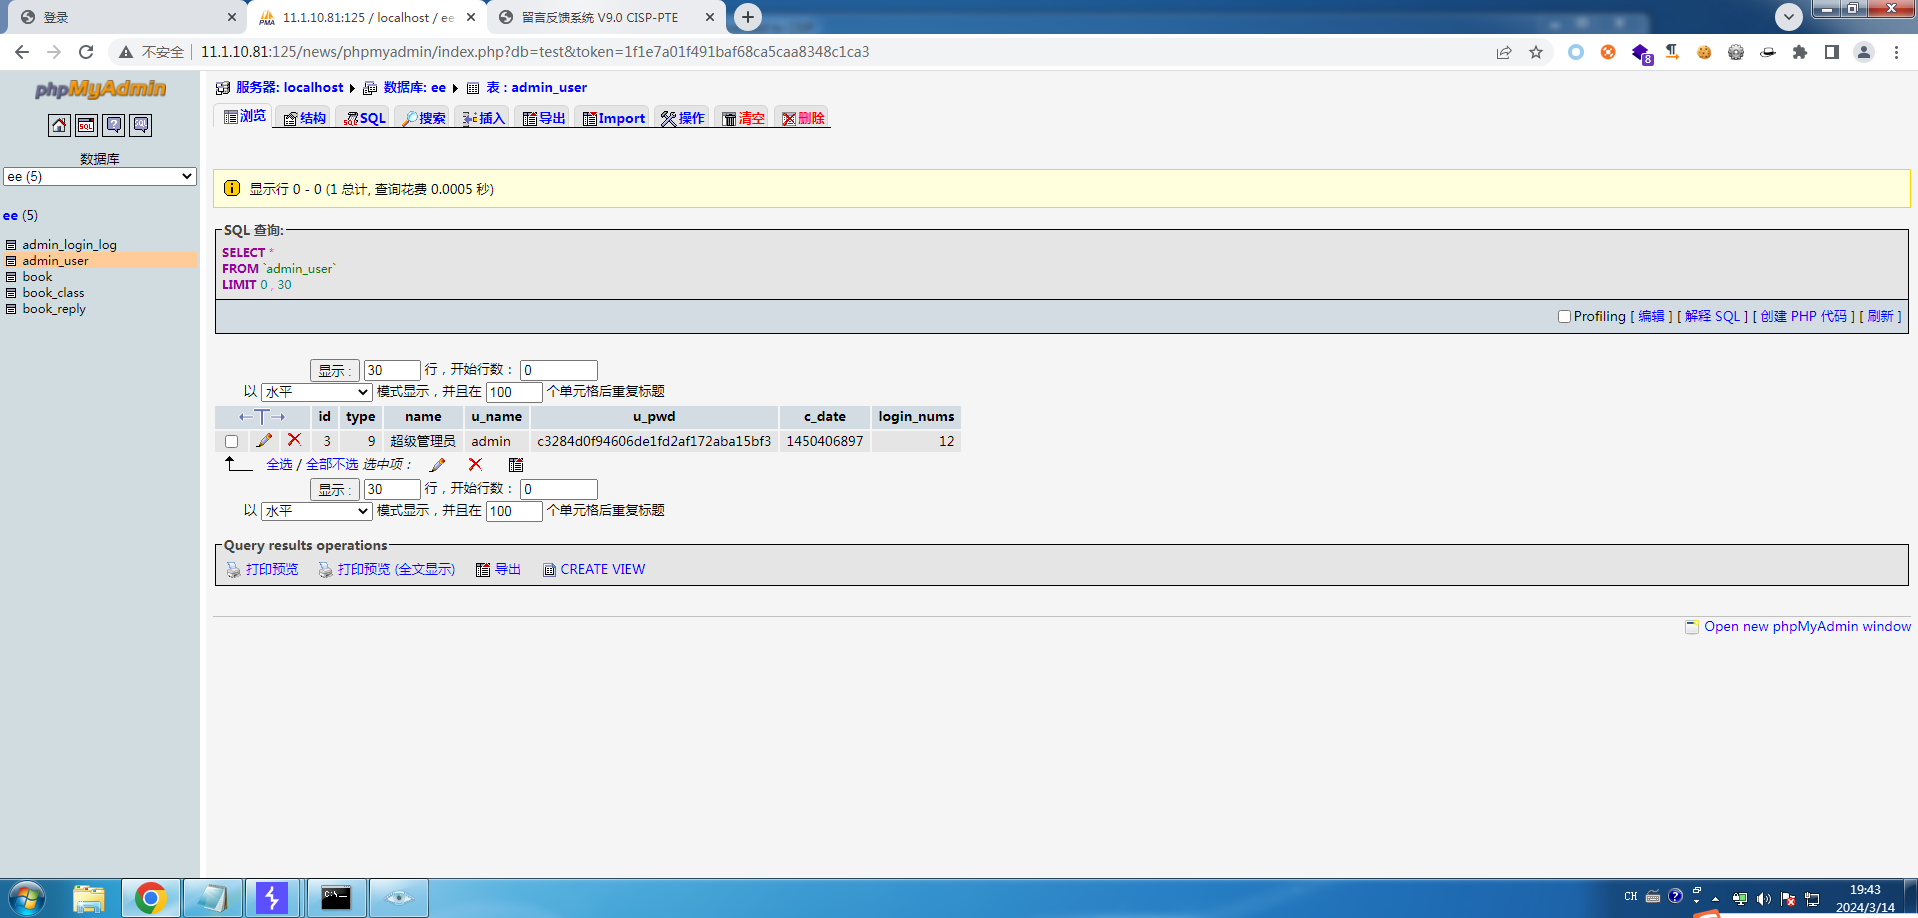 登录
11.1.10.81:125 / localhost / ee
留言反馈系统 V9.0 CISP-PTE
不安全
11.1.10.81:125/news/phpmyadmin/index.php?db=test&token=1f1e7a01f491baf68ca5caa8348c1ca3
8
phpMyAdmin
SQL
数据库
ee (5)
ee (5)
admin_login_log
admin_user
book
book_class
book_reply
服务器: localhost 数据库: ee 表 : admin_user
浏览 结构 SQL 搜索 插入 导出 Import 操作 清空 删除
显示行 0 - 0 (1 总计, 查询花费 0.0005 秒)
SQL 查询:
SELECT *
FROM `admin_user`
LIMIT 0 , 30
Profiling [ 编辑 ] [ 解释 SQL ] [ 创建 PHP 代码 ] [ 刷新 ]
显示 : 30 行，开始行数： 0
以 水平 模式显示，并且在 100 个单元格后重复标题
←T→ id type name u_name u_pwd c_date login_nums
3 9 超级管理员 admin c3284d0f94606de1fd2af172aba15bf3 1450406897 12
全选 / 全部不选 选中项：
显示 : 30 行，开始行数： 0
以 水平 模式显示，并且在 100 个单元格后重复标题
Query results operations
打印预览 打印预览 (全文显示) 导出 CREATE VIEW
Open new phpMyAdmin window
CH
19:43
2024/3/14